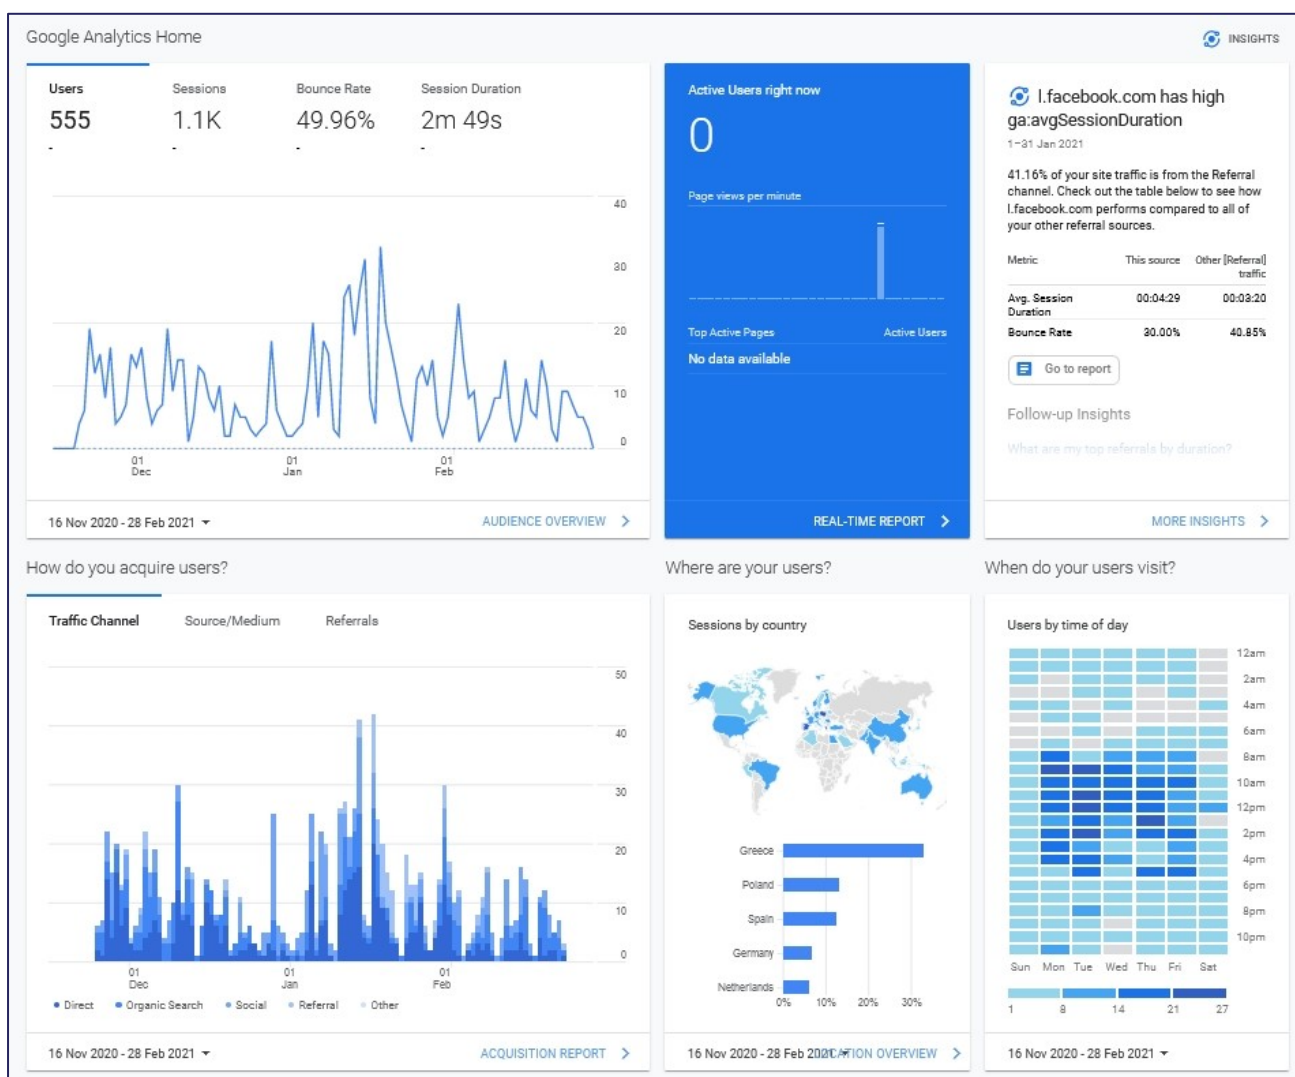 Google Analytics Home
INSIGHTS
Users
Sessions
Bounce Rate
Session Duration
555
1.1K
49.96%
2m 49s
40
30
20
10
0
01
Dec
01
Jan
01
Feb
16 Nov 2020 - 28 Feb 2021
AUDIENCE OVERVIEW
Active Users right now
0
Page views per minute
Top Active Pages
Active Users
No data available
REAL-TIME REPORT
l.facebook.com has high
ga:avgSessionDuration
1–31 Jan 2021
41.16% of your site traffic is from the Referral
channel. Check out the table below to see how
l.facebook.com performs compared to all of
your other referral sources.
Metric
This source
Other [Referral]
traffic
Avg. Session
Duration
00:04:29
00:03:20
Bounce Rate
30.00%
40.85%
Go to report
Follow-up Insights
What are my top referrals by duration?
MORE INSIGHTS
How do you acquire users?
Traffic Channel
Source/Medium
Referrals
50
40
30
20
10
0
01
Dec
01
Jan
01
Feb
Direct
Organic Search
Social
Referral
Other
16 Nov 2020 - 28 Feb 2021
ACQUISITION REPORT
Where are your users?
Sessions by country
Greece
Poland
Spain
Germany
Netherlands
0%
10%
20%
30%
16 Nov 2020 - 28 Feb 2021
LOCATION OVERVIEW
When do your users visit?
Users by time of day
12am
2am
4am
6am
8am
10am
12pm
2pm
4pm
6pm
8pm
10pm
Sun
Mon
Tue
Wed
Thu
Fri
Sat
1
8
14
21
27
16 Nov 2020 - 28 Feb 2021